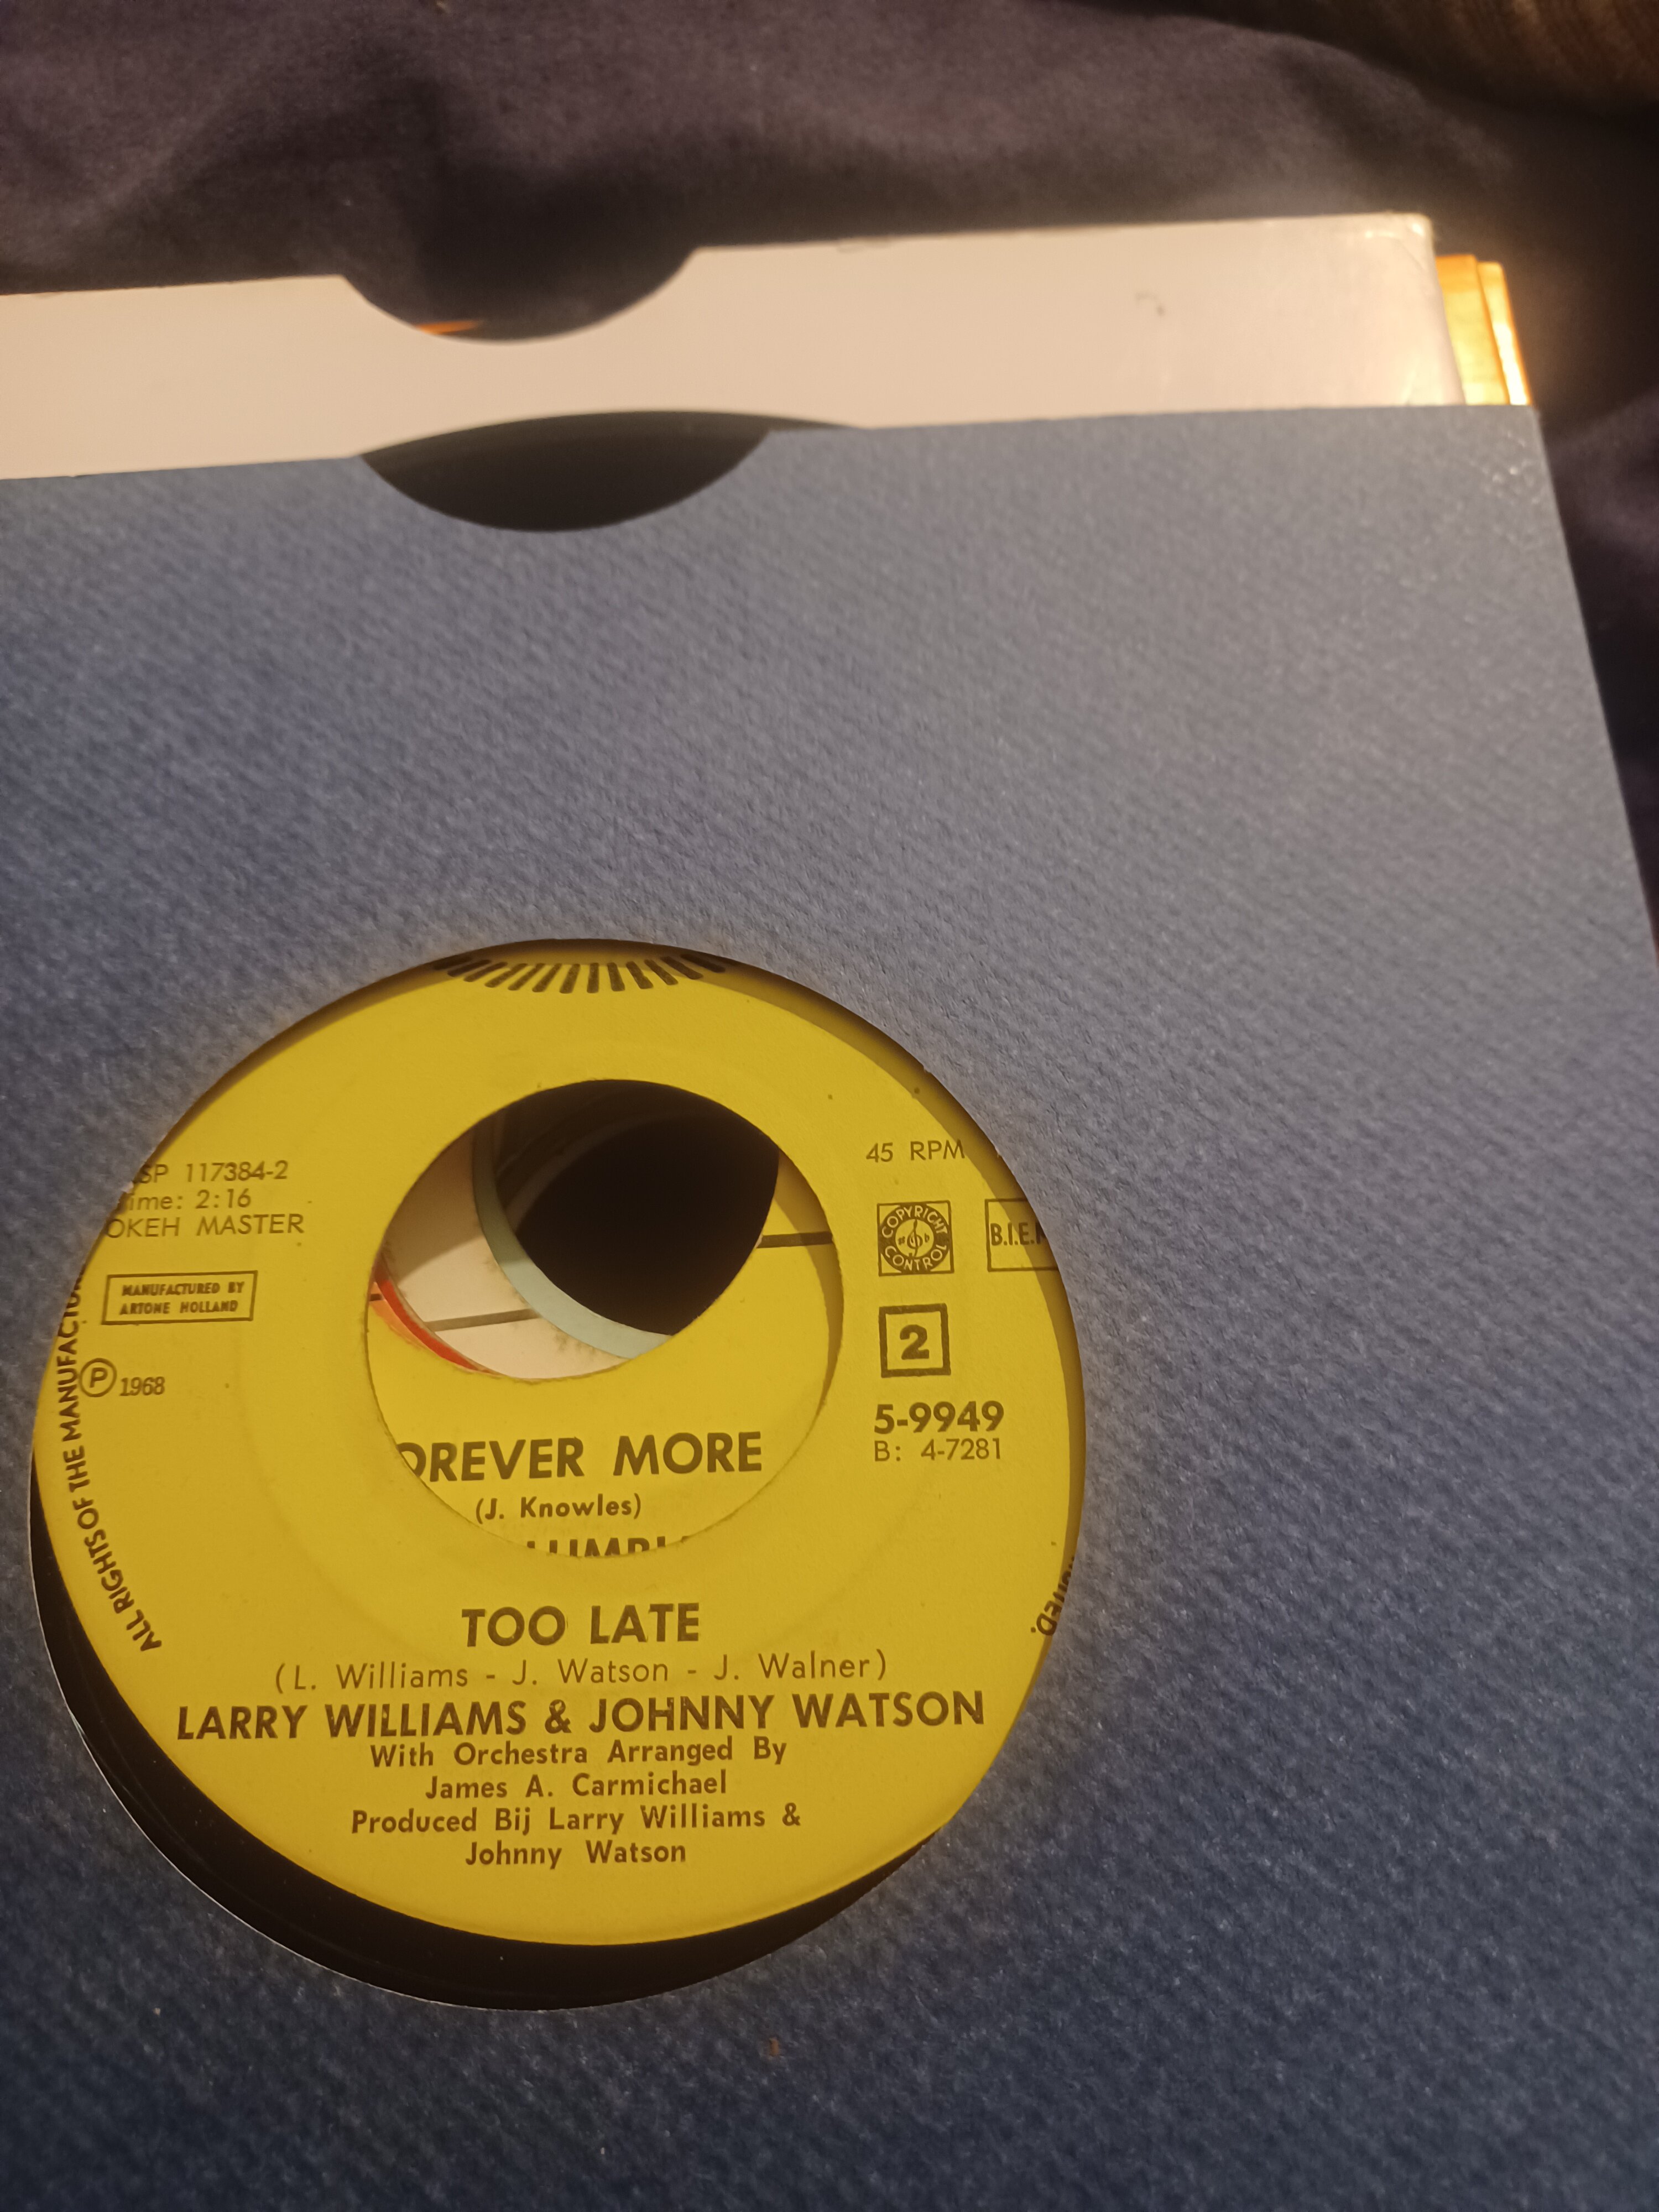 SP 117384-2
ime: 2:16
OKEH MASTER
MANUFACTURED BY
ARTONE HOLLAND
P 1968
ALL RIGHTS OF THE MANUFACTU
45 RPM
COPYRIGHT CONTROL
B.I.E.
2
5-9949
B: 4-7281
OREVER MORE
(J. Knowles)
LUMBI
TOO LATE
(L. Williams - J. Watson - J. Walner)
LARRY WILLIAMS & JOHNNY WATSON
With Orchestra Arranged By
James A. Carmichael
Produced Bij Larry Williams &
Johnny Watson